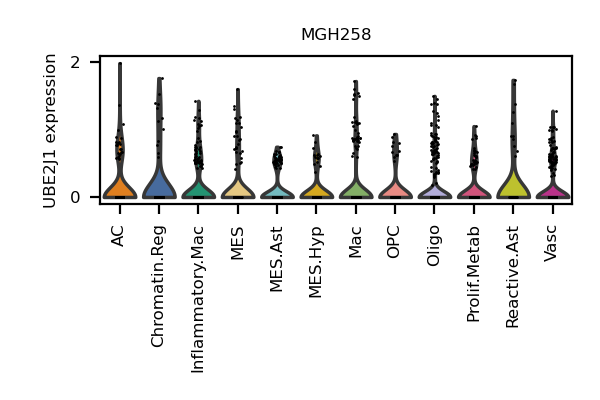 MGH258
UBE2J1 expression
2
0
AC
Chromatin.Reg
Inflammatory.Mac
MES
MES.Ast
MES.Hyp
Mac
OPC
Oligo
Prolif.Metab
Reactive.Ast
Vasc